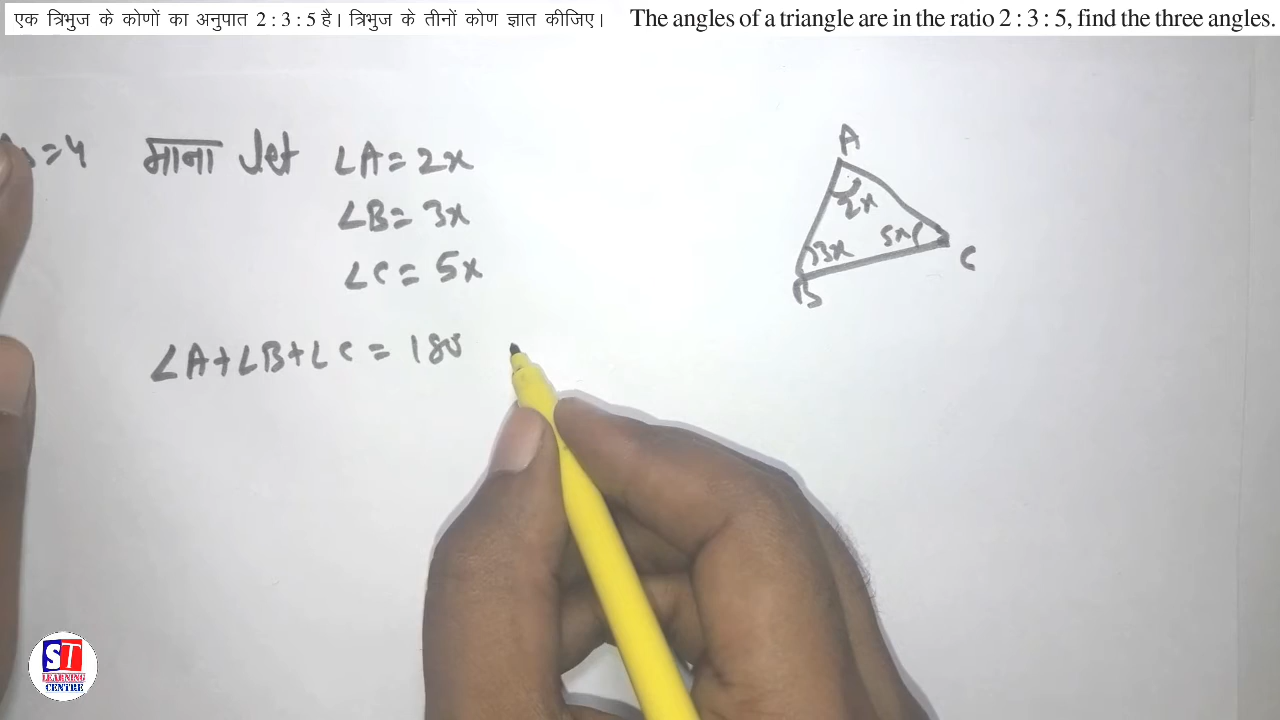 एक त्रिभुज के कोणों का अनुपात 2 : 3 : 5 है। त्रिभुज के तीनों कोण ज्ञात कीजिए। The angles of a triangle are in the ratio 2 : 3 : 5, find the three angles.
=4 माना let ∠A = 2x
∠B = 3x
∠C = 5x
∠A+∠B+∠C = 180
A
2x
3x 5x
B C
ST
LEARNING
CENTRE